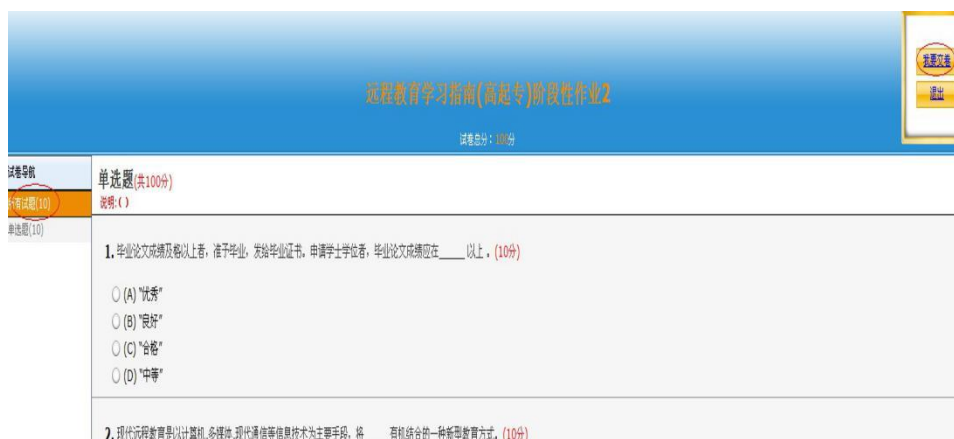 远程教育学习指南(高起专)阶段性作业2
试卷总分：100分
我要交卷
退出
试卷导航
所有试题(10)
单选题(10)
单选题(共100分)
说明:( )
1. 毕业论文成绩及格以上者，准予毕业，发给毕业证书。申请学士学位者，毕业论文成绩应在_____ 以上 。(10分)
(A) "优秀"
(B) "良好"
(C) "合格"
(D) "中等"
2. 现代远程教育是以计算机､多媒体､现代通信等信息技术为主要手段，将_____ 有机结合的一种新型教育方式。(10分)